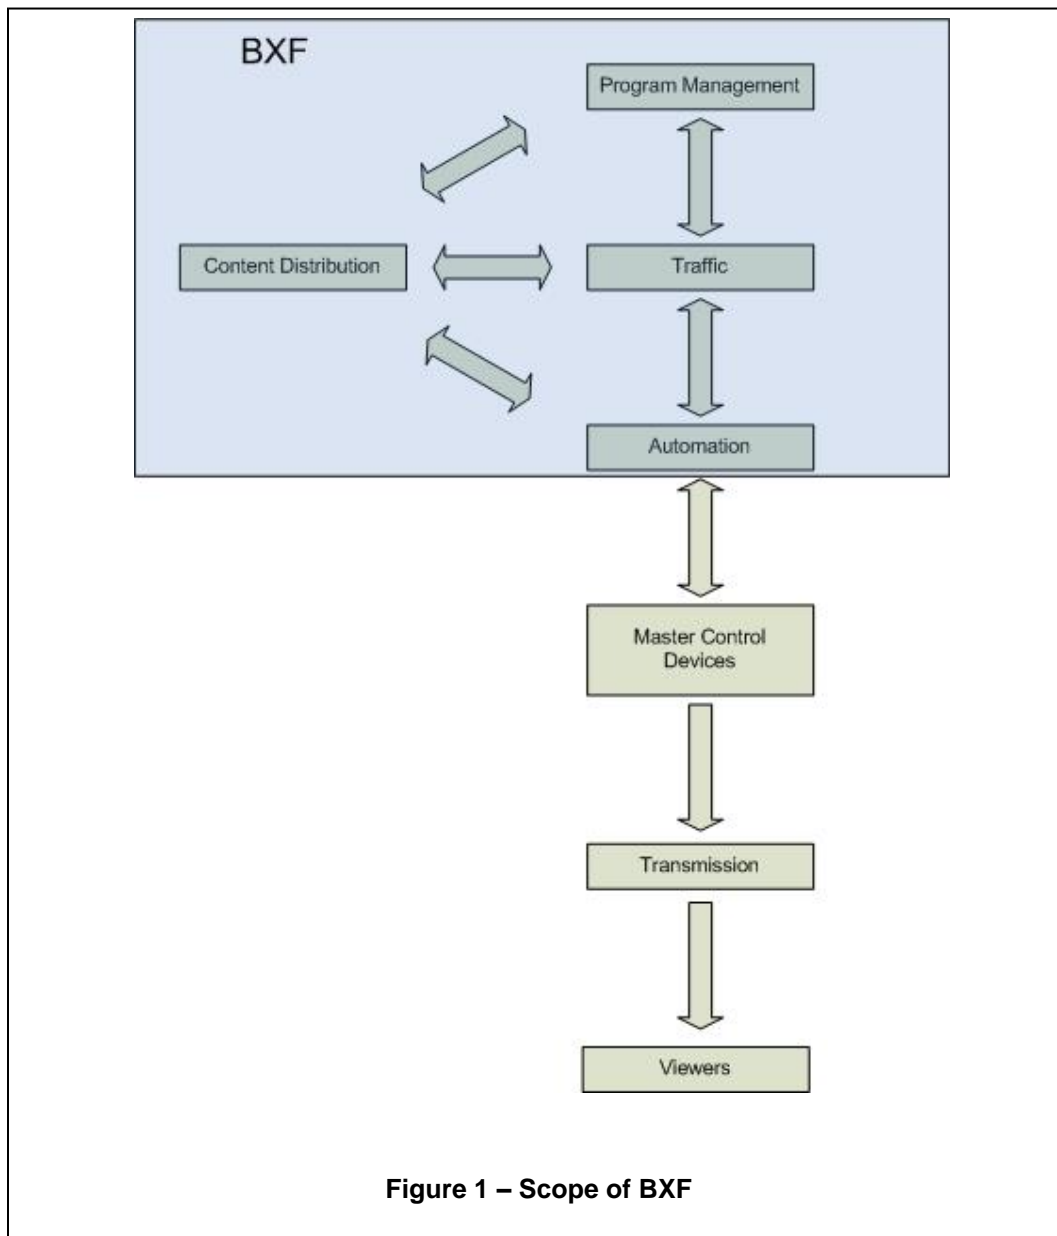 BXF
Program Management
Content Distribution
Traffic
Automation
Master Control
Devices
Transmission
Viewers
Figure 1 – Scope of BXF